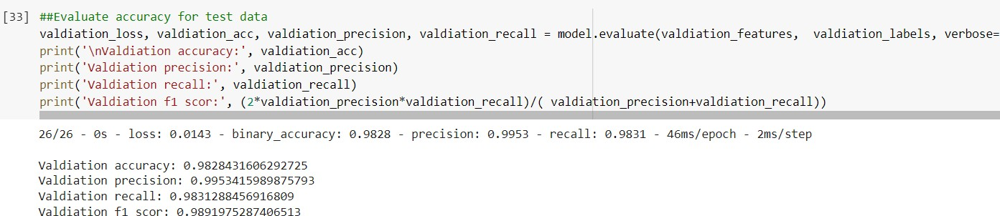 [33] ##Evaluate accuracy for test data
valdiation_loss, valdiation_acc, valdiation_precision, valdiation_recall = model.evaluate(valdiation_features,  valdiation_labels, verbose=
print('\nValdiation accuracy:', valdiation_acc)
print('Valdiation precision:', valdiation_precision)
print('Valdiation recall:', valdiation_recall)
print('Valdiation f1 scor:', (2*valdiation_precision*valdiation_recall)/( valdiation_precision+valdiation_recall))
26/26 - 0s - loss: 0.0143 - binary_accuracy: 0.9828 - precision: 0.9953 - recall: 0.9831 - 46ms/epoch - 2ms/step
Valdiation accuracy: 0.9828431606292725
Valdiation precision: 0.9953415989875793
Valdiation recall: 0.9831288456916809
Valdiation f1 scor: 0.9891975287406513